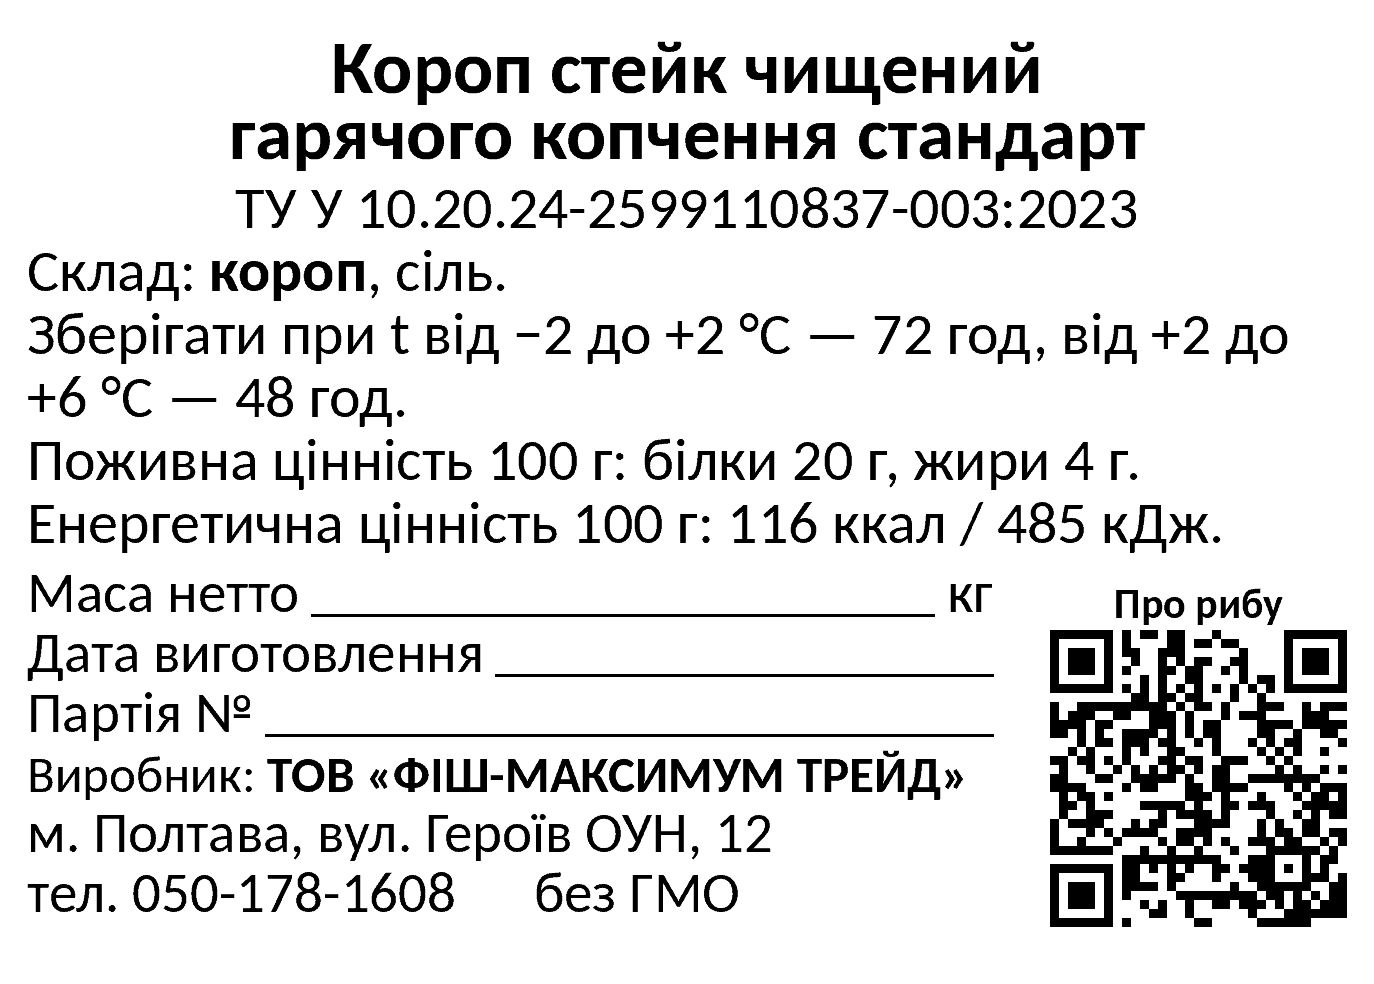 Короп стейк чищений
гарячого копчення стандарт
ТУ У 10.20.24-2599110837-003:2023
Склад: короп, сіль.
Зберігати при t від −2 до +2 °C — 72 год, від +2 до
+6 °C — 48 год.
Поживна цінність 100 г: білки 20 г, жири 4 г.
Енергетична цінність 100 г: 116 ккал / 485 кДж.
Маса нетто ________ кг
Дата виготовлення ________
Партія № ________
Про рибу
Виробник: ТОВ «ФІШ-МАКСИМУМ ТРЕЙД»
м. Полтава, вул. Героїв ОУН, 12
тел. 050-178-1608 без ГМО